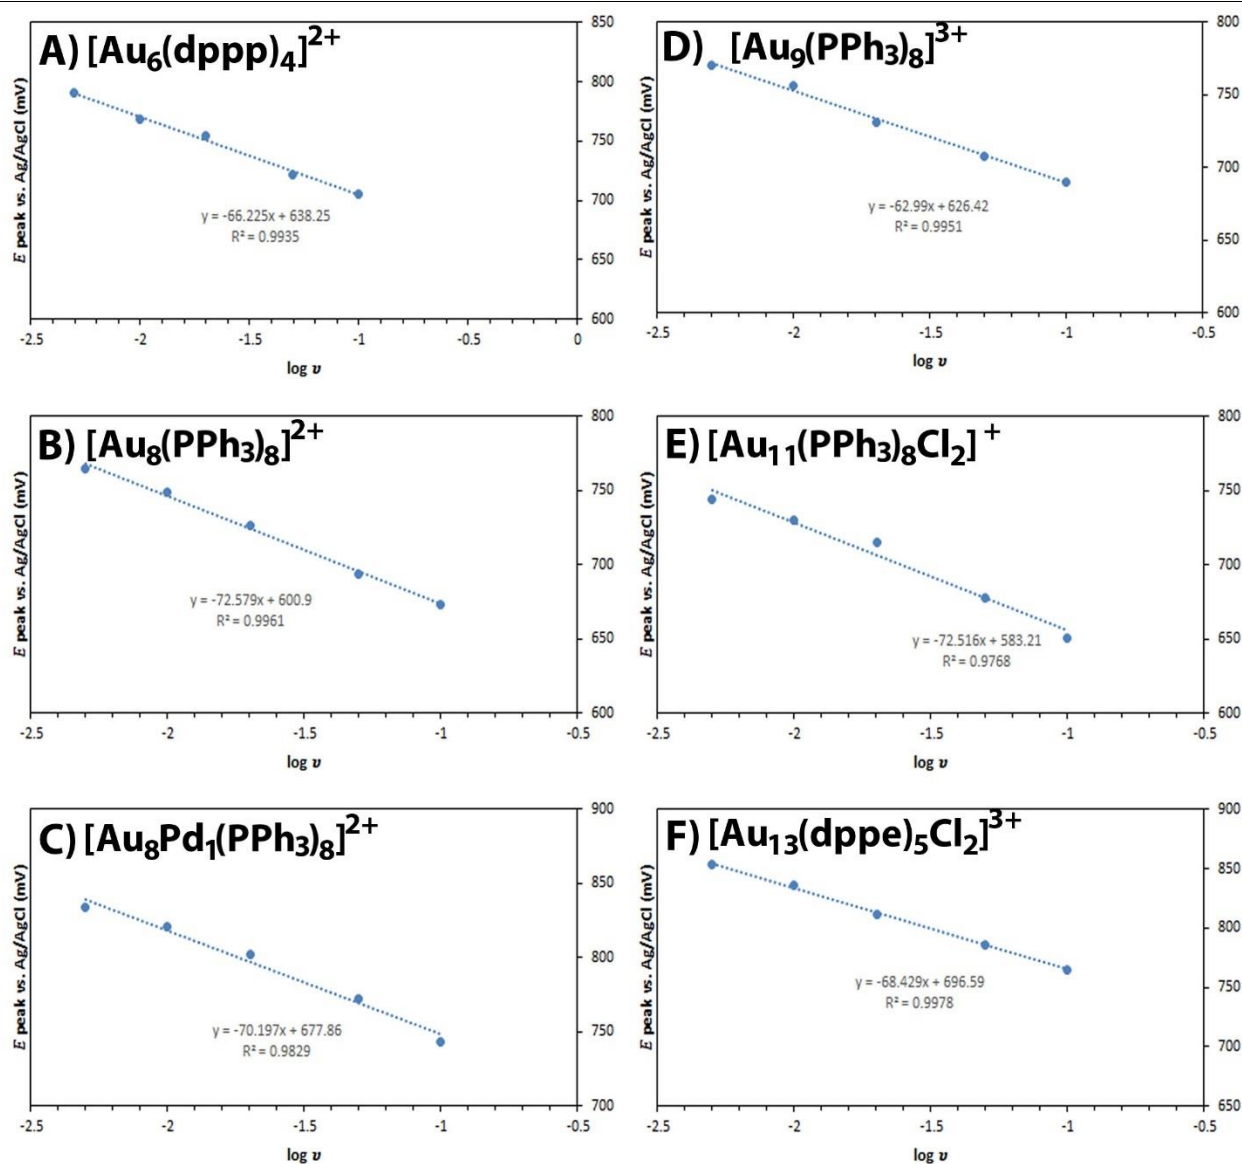 A) [Au6(dppp)4]2+
850
800
750
700
650
600
E peak vs. Ag/AgCl (mV)
y = -66.225x + 638.25
R² = 0.9935
-2.5 -2 -1.5 -1 -0.5 0
log υ
D) [Au9(PPh3)8]3+
800
750
700
650
600
E peak vs. Ag/AgCl (mV)
y = -62.99x + 626.42
R² = 0.9951
-2.5 -2 -1.5 -1 -0.5
log υ
B) [Au8(PPh3)8]2+
800
750
700
650
600
E peak vs. Ag/AgCl (mV)
y = -72.579x + 600.9
R² = 0.9961
-2.5 -2 -1.5 -1 -0.5
log υ
E) [Au11(PPh3)8Cl2]+
800
750
700
650
600
E peak vs. Ag/AgCl (mV)
y = -72.516x + 583.21
R² = 0.9768
-2.5 -2 -1.5 -1 -0.5
log υ
C) [Au8Pd1(PPh3)8]2+
900
850
800
750
700
E peak vs. Ag/AgCl (mV)
y = -70.197x + 677.86
R² = 0.9829
-2.5 -2 -1.5 -1 -0.5
log υ
F) [Au13(dppe)5Cl2]3+
900
850
800
750
700
650
E peak vs. Ag/AgCl (mV)
y = -68.429x + 696.59
R² = 0.9978
-2.5 -2 -1.5 -1 -0.5
log υ